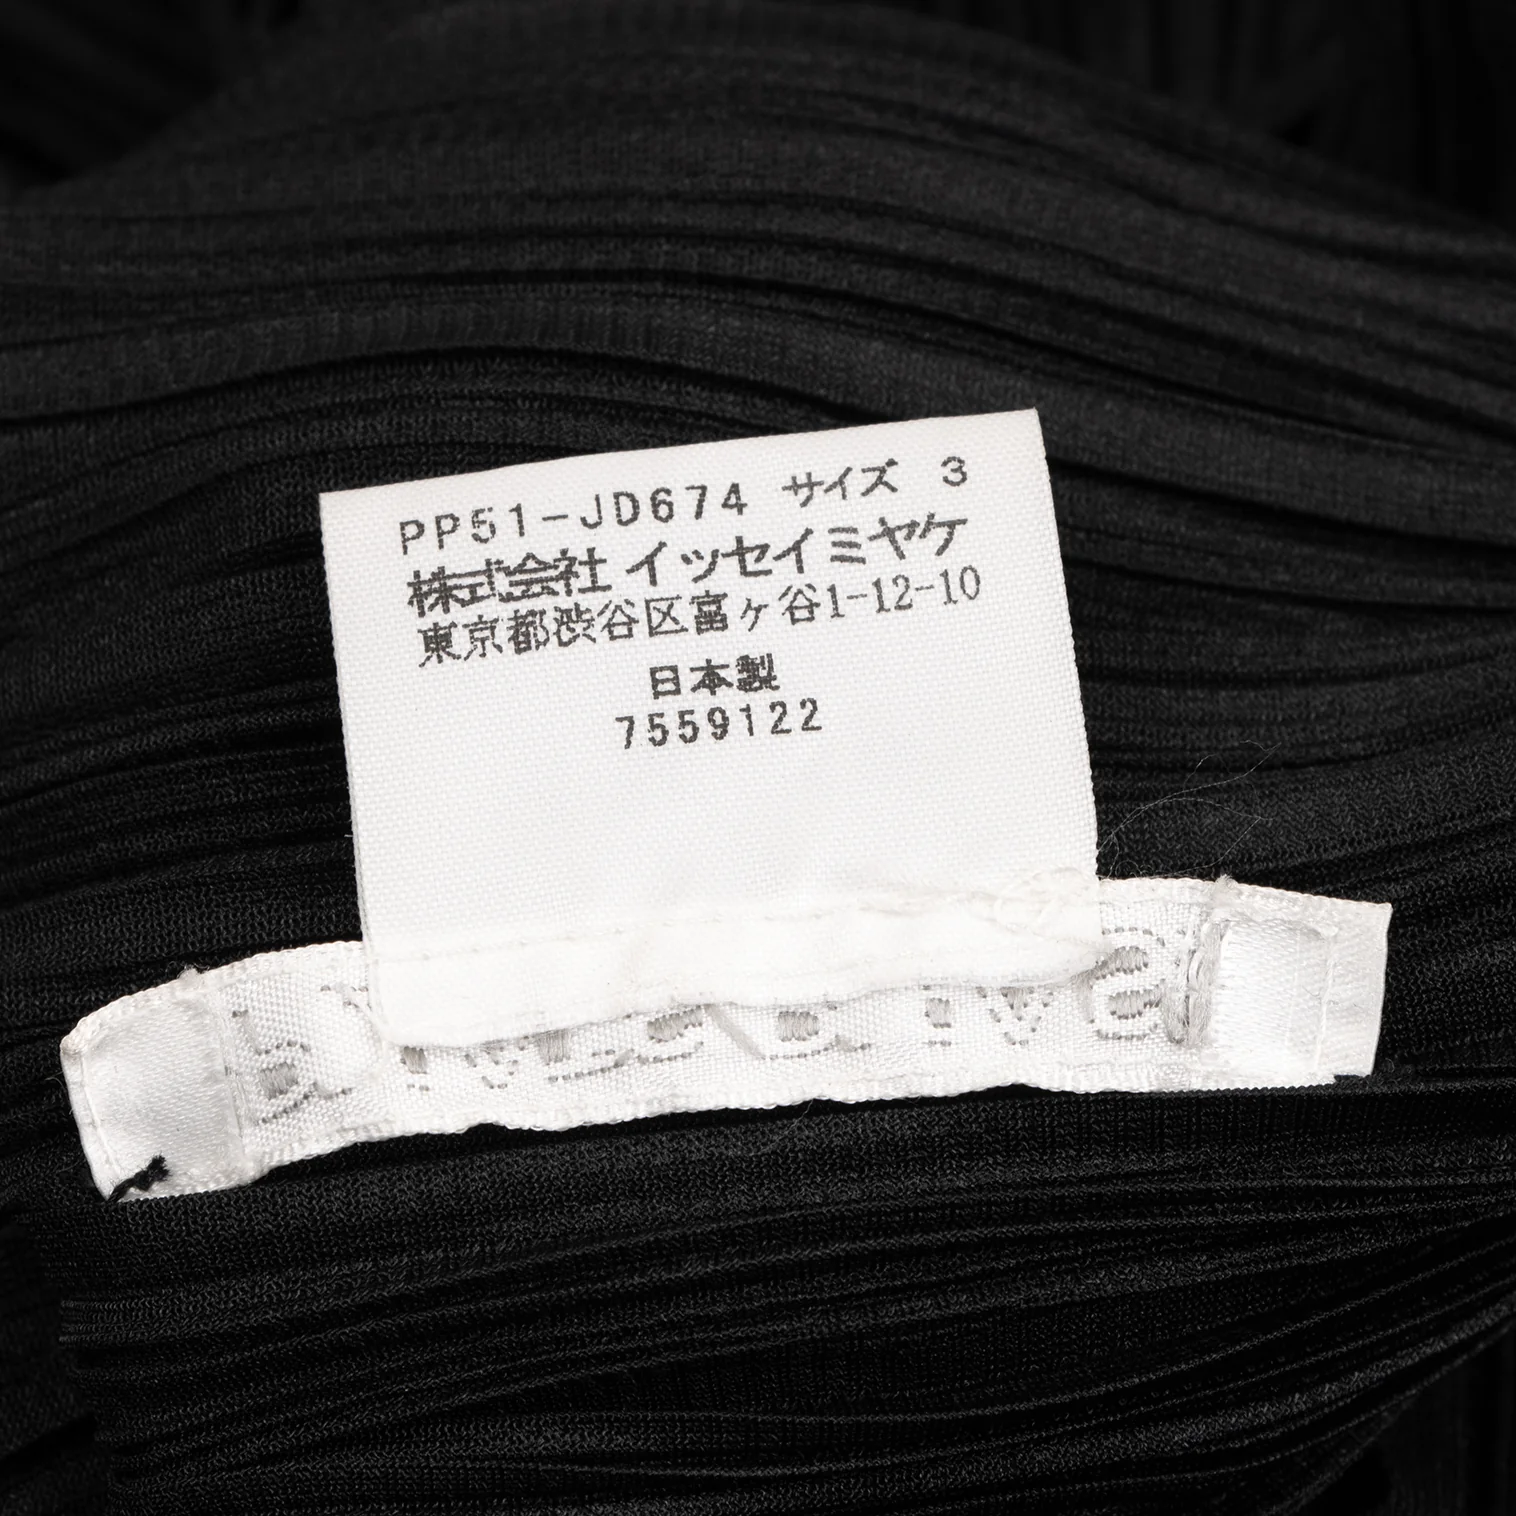 PP51-JD674 サイズ 3
株式会社 イッセイミヤケ
東京都渋谷区富ヶ谷1-12-10
日本製
7559122